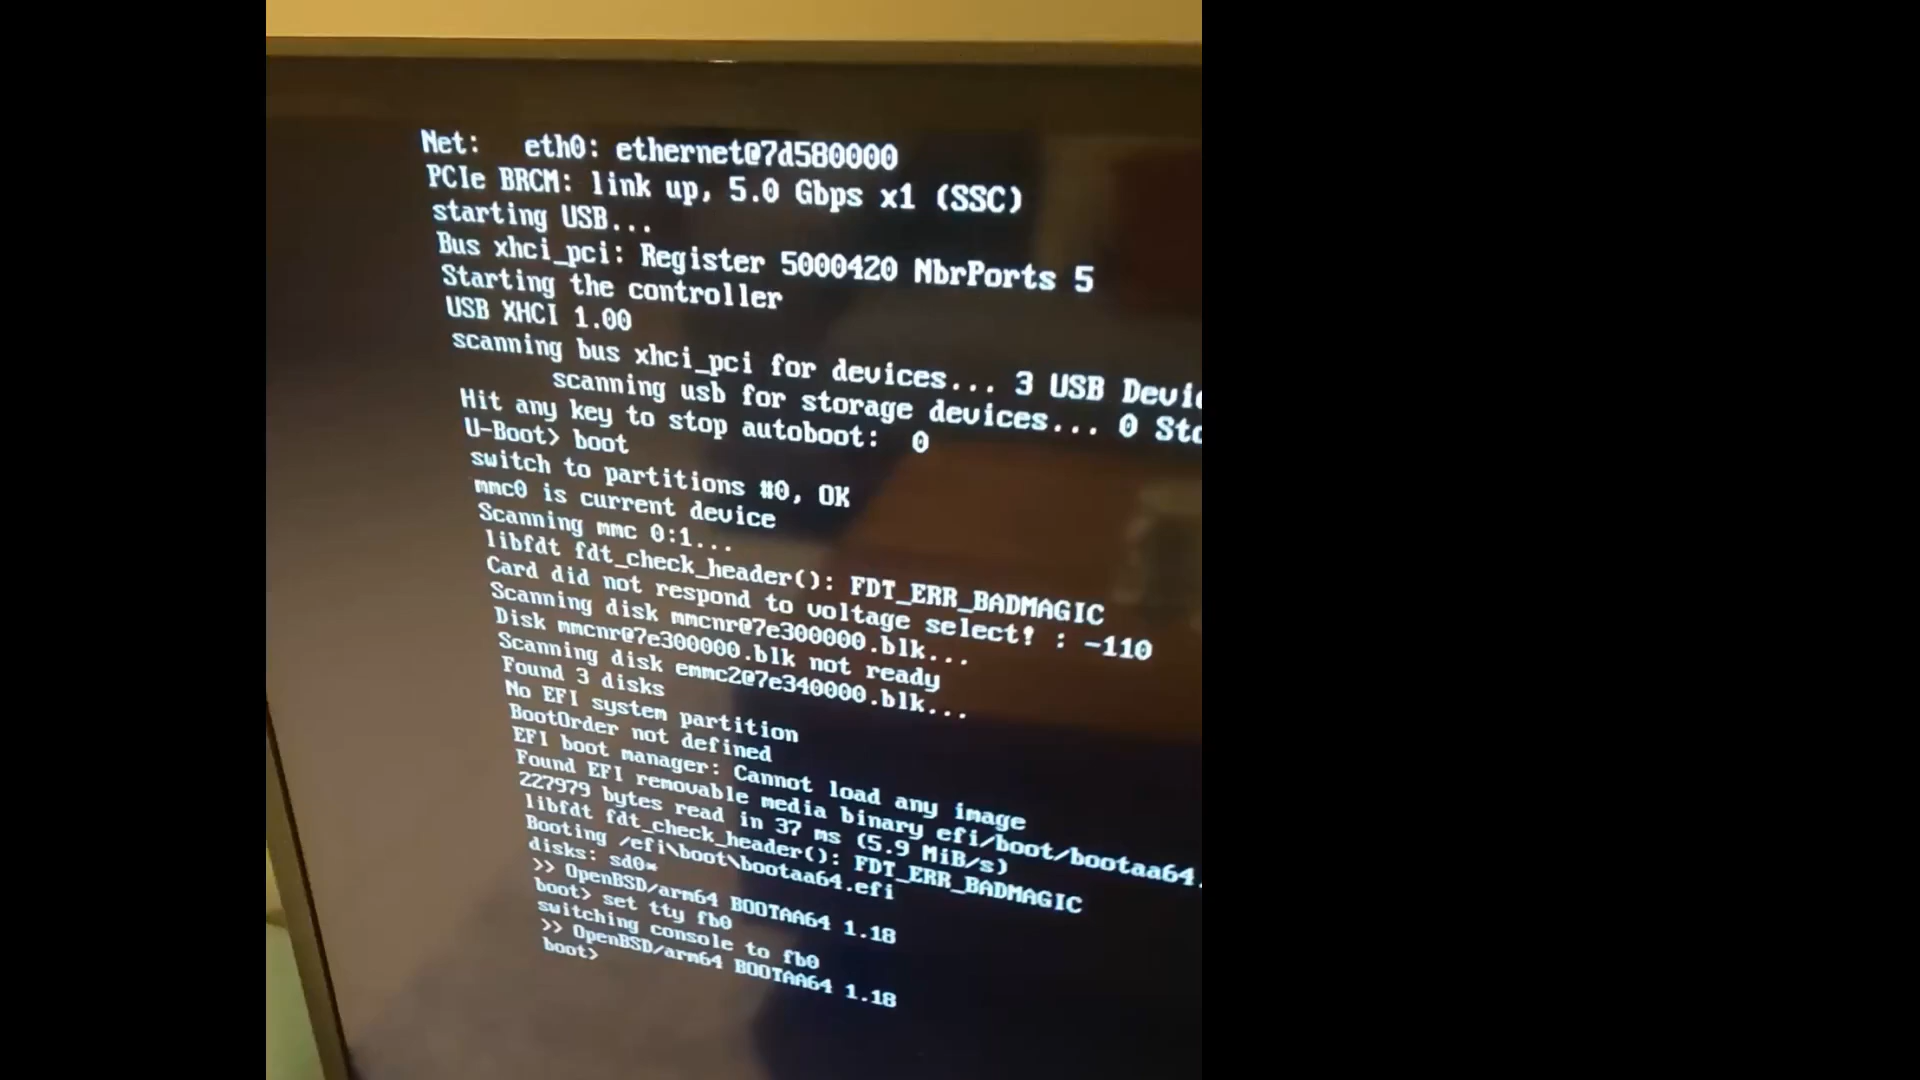 Net:   eth0: ethernet@7d580000
PCIe BRCM: link up, 5.0 Gbps x1 (SSC)
starting USB...
Bus xhci_pci: Register 5000420 NbrPorts 5
Starting the controller
USB XHCI 1.00
scanning bus xhci_pci for devices... 3 USB
scanning usb for storage devices... 0
Hit any key to stop autoboot:  0
U-Boot> boot
switch to partitions #0, OK
mmc0 is current device
Scanning mmc 0:1...
libfdt fdt_check_header(): FDT_ERR_BADMAGIC
Card did not respond to voltage select! : -110
Scanning disk mmcnr@7e300000.blk...
Disk mmcnr@7e300000.blk not ready
Scanning disk emmc2@7e340000.blk...
Found 3 disks
No EFI system partition
BootOrder not defined
EFI boot manager: Cannot load any image
Found EFI removable media binary efi/boot/bootaa64.
227979 bytes read in 37 ms (5.9 MiB/s)
libfdt fdt_check_header(): FDT_ERR_BADMAGIC
Booting /efi\boot\bootaa64.efi
disks: sd0*
>> OpenBSD/arm64 BOOTAA64 1.18
boot> set tty fb0
switching console to fb0
>> OpenBSD/arm64 BOOTAA64 1.18
boot>